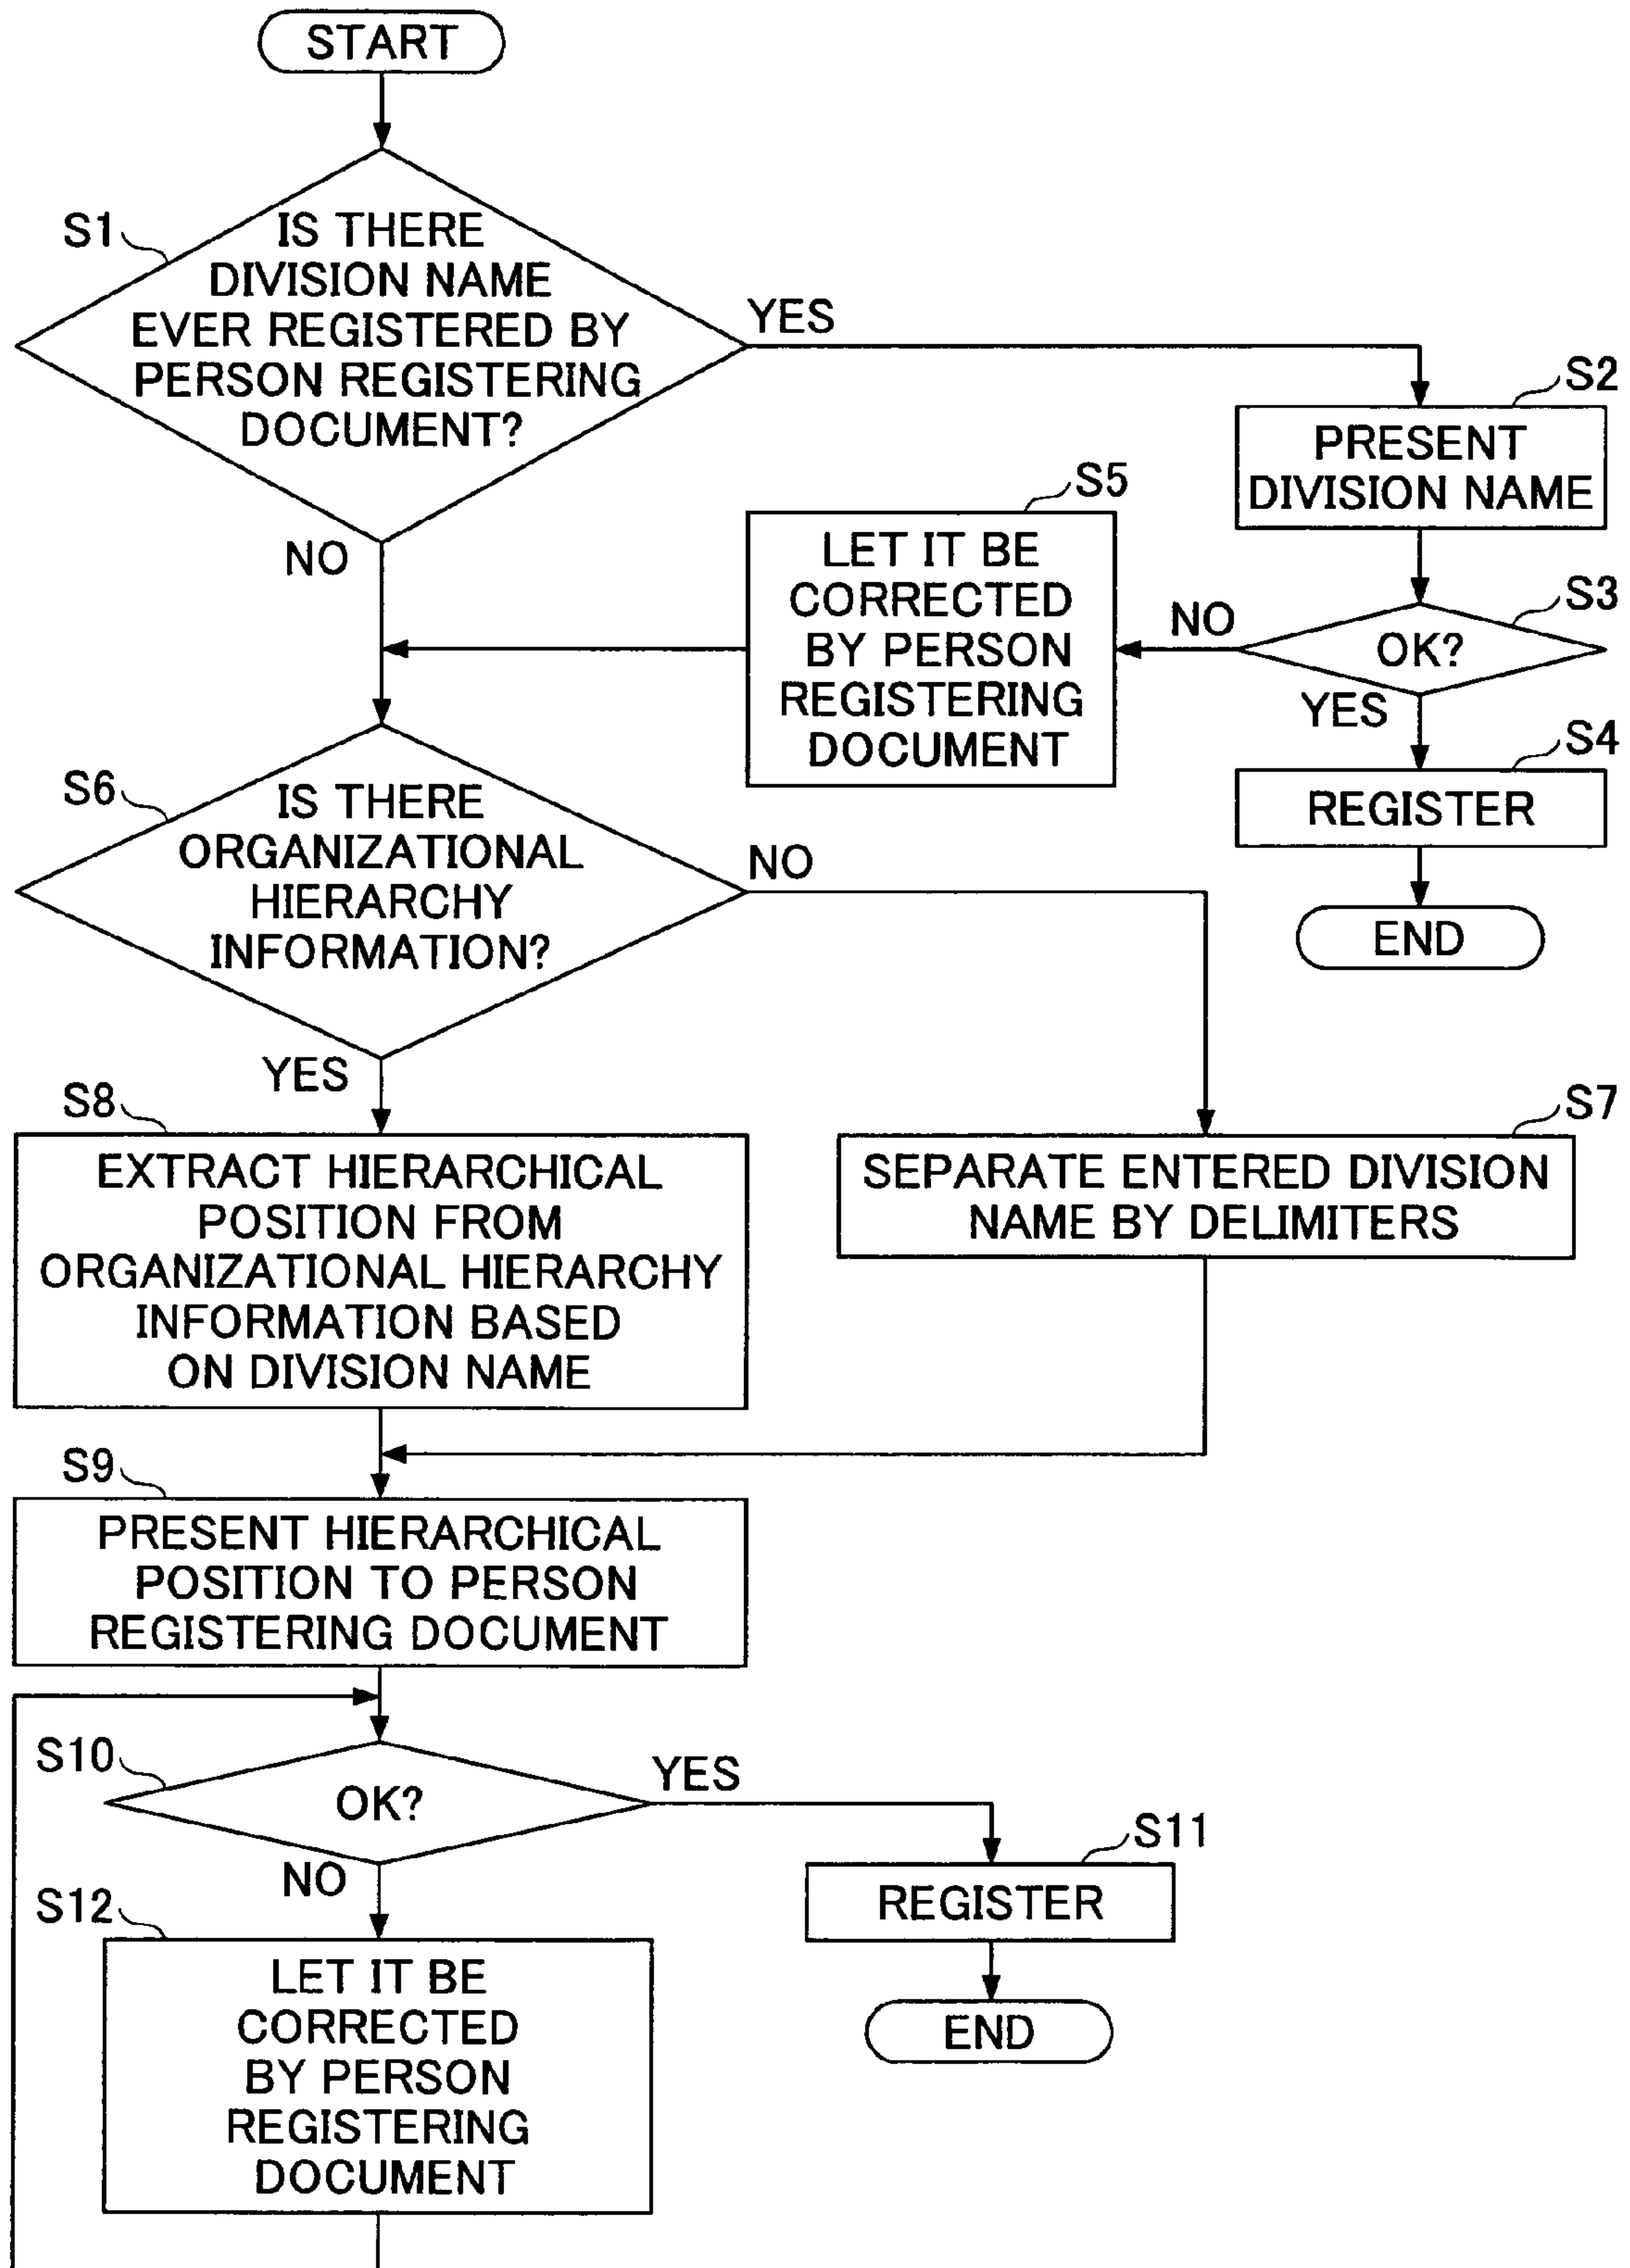 START
S1
IS THERE
DIVISION NAME
EVER REGISTERED BY
PERSON REGISTERING
DOCUMENT?
YES
NO
S2
PRESENT
DIVISION NAME
S3
OK?
NO
YES
S5
LET IT BE
CORRECTED
BY PERSON
REGISTERING
DOCUMENT
S4
REGISTER
END
S6
IS THERE
ORGANIZATIONAL
HIERARCHY
INFORMATION?
NO
YES
S8
EXTRACT HIERARCHICAL
POSITION FROM
ORGANIZATIONAL HIERARCHY
INFORMATION BASED
ON DIVISION NAME
S7
SEPARATE ENTERED DIVISION
NAME BY DELIMITERS
S9
PRESENT HIERARCHICAL
POSITION TO PERSON
REGISTERING DOCUMENT
S10
OK?
YES
NO
S11
REGISTER
END
S12
LET IT BE
CORRECTED
BY PERSON
REGISTERING
DOCUMENT